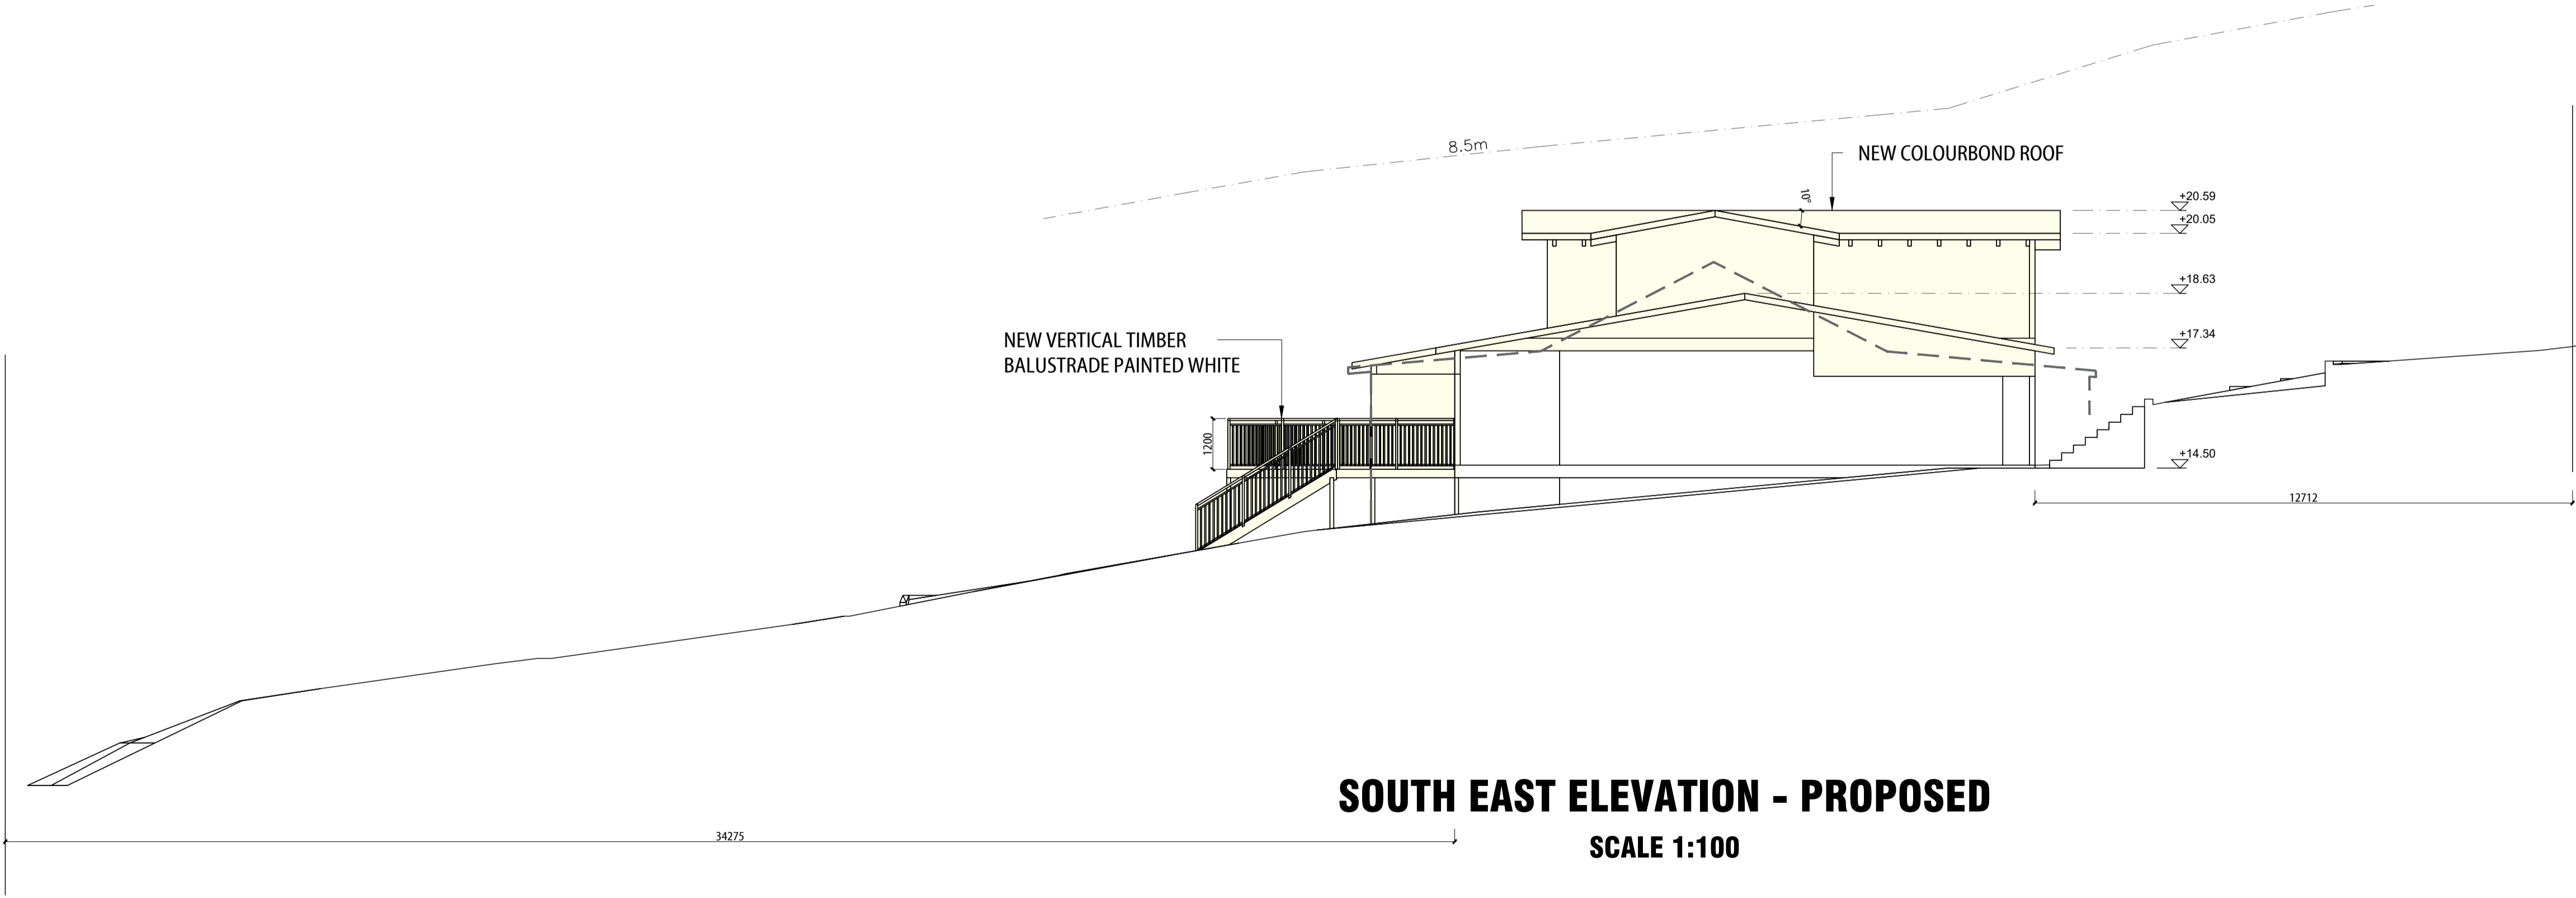 8.5m
NEW COLOURBOND ROOF
10°
+20.59
+20.05
+18.63
+17.34
NEW VERTICAL TIMBER
BALUSTRADE PAINTED WHITE
1200
+14.50
12712
SOUTH EAST ELEVATION - PROPOSED
34275
SCALE 1:100